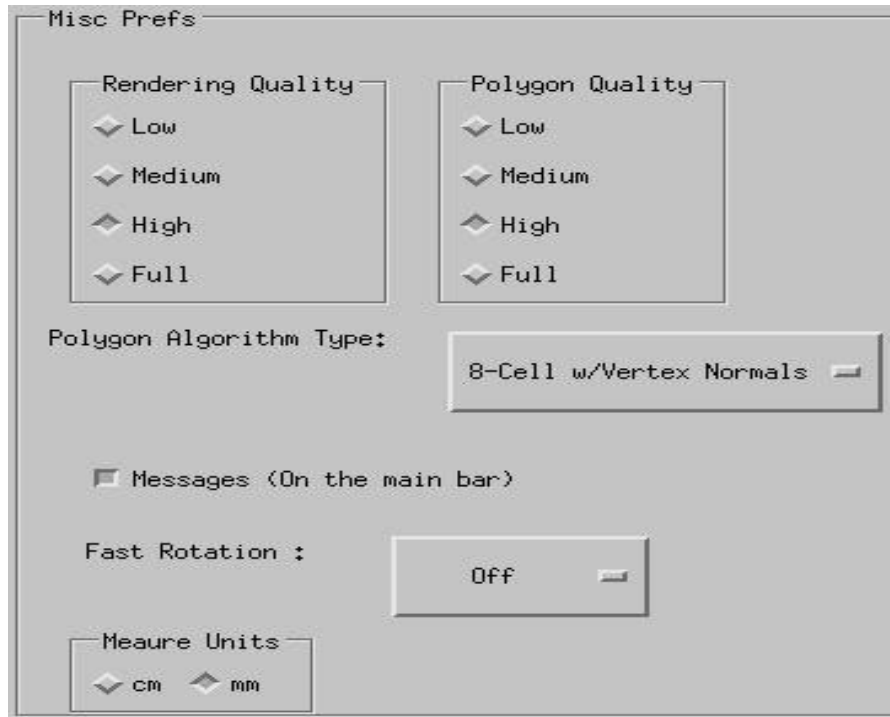 Misc Prefs
Rendering Quality
Low
Medium
High
Full
Polygon Quality
Low
Medium
High
Full
Polygon Algorithm Type:
8-Cell w/Vertex Normals
Messages (On the main bar)
Fast Rotation :
Off
Meaure Units
cm
mm